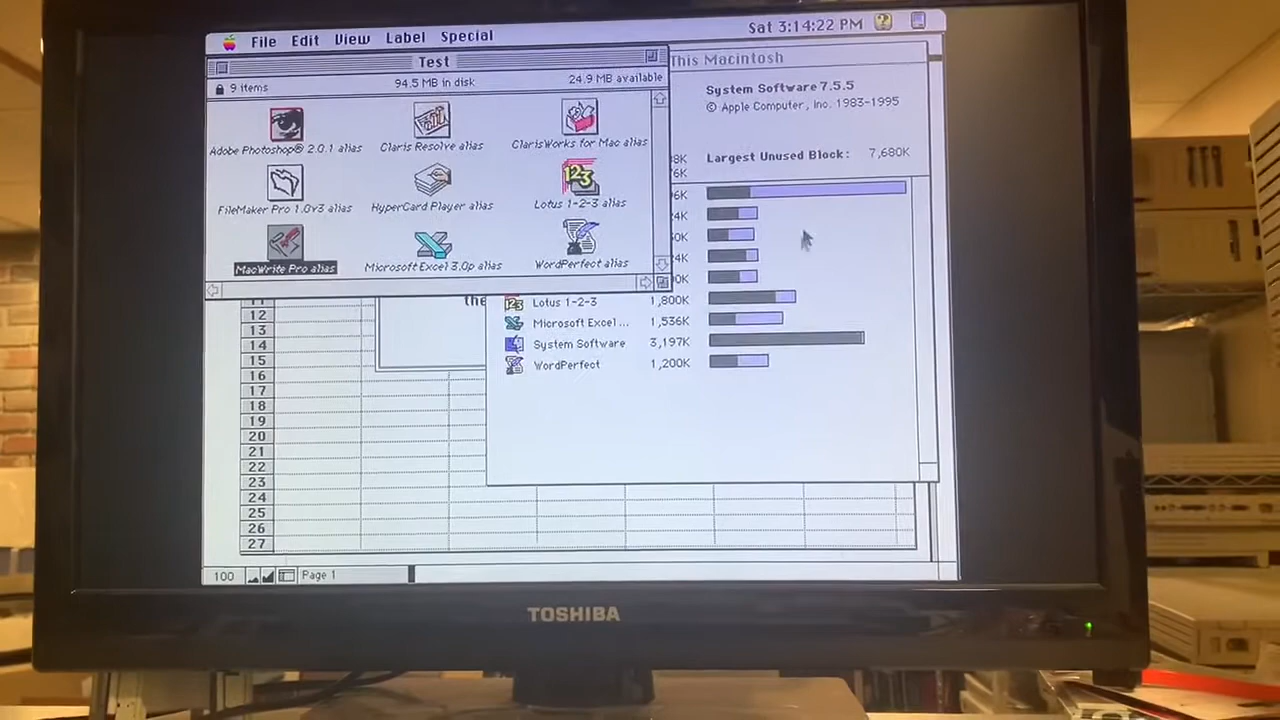 File Edit View Label Special Sat 3:14:22 PM
Test
9 items 94.5 MB in disk 24.9 MB available
Adobe Photoshop® 2.0.1 alias Claris Resolve alias ClarisWorks for Mac alias
FileMaker Pro 1.0v3 alias HyperCard Player alias Lotus 1-2-3 alias
MacWrite Pro alias Microsoft Excel 3.0p alias WordPerfect alias
This Macintosh
System Software 7.5.5
© Apple Computer, Inc. 1983-1995
Largest Unused Block: 7,680K
the
Lotus 1-2-3 1,800K
Microsoft Excel... 1,536K
System Software 3,197K
WordPerfect 1,200K
12
13
14
15
16
17
18
19
20
21
22
23
24
25
26
27
100 Page 1
TOSHIBA